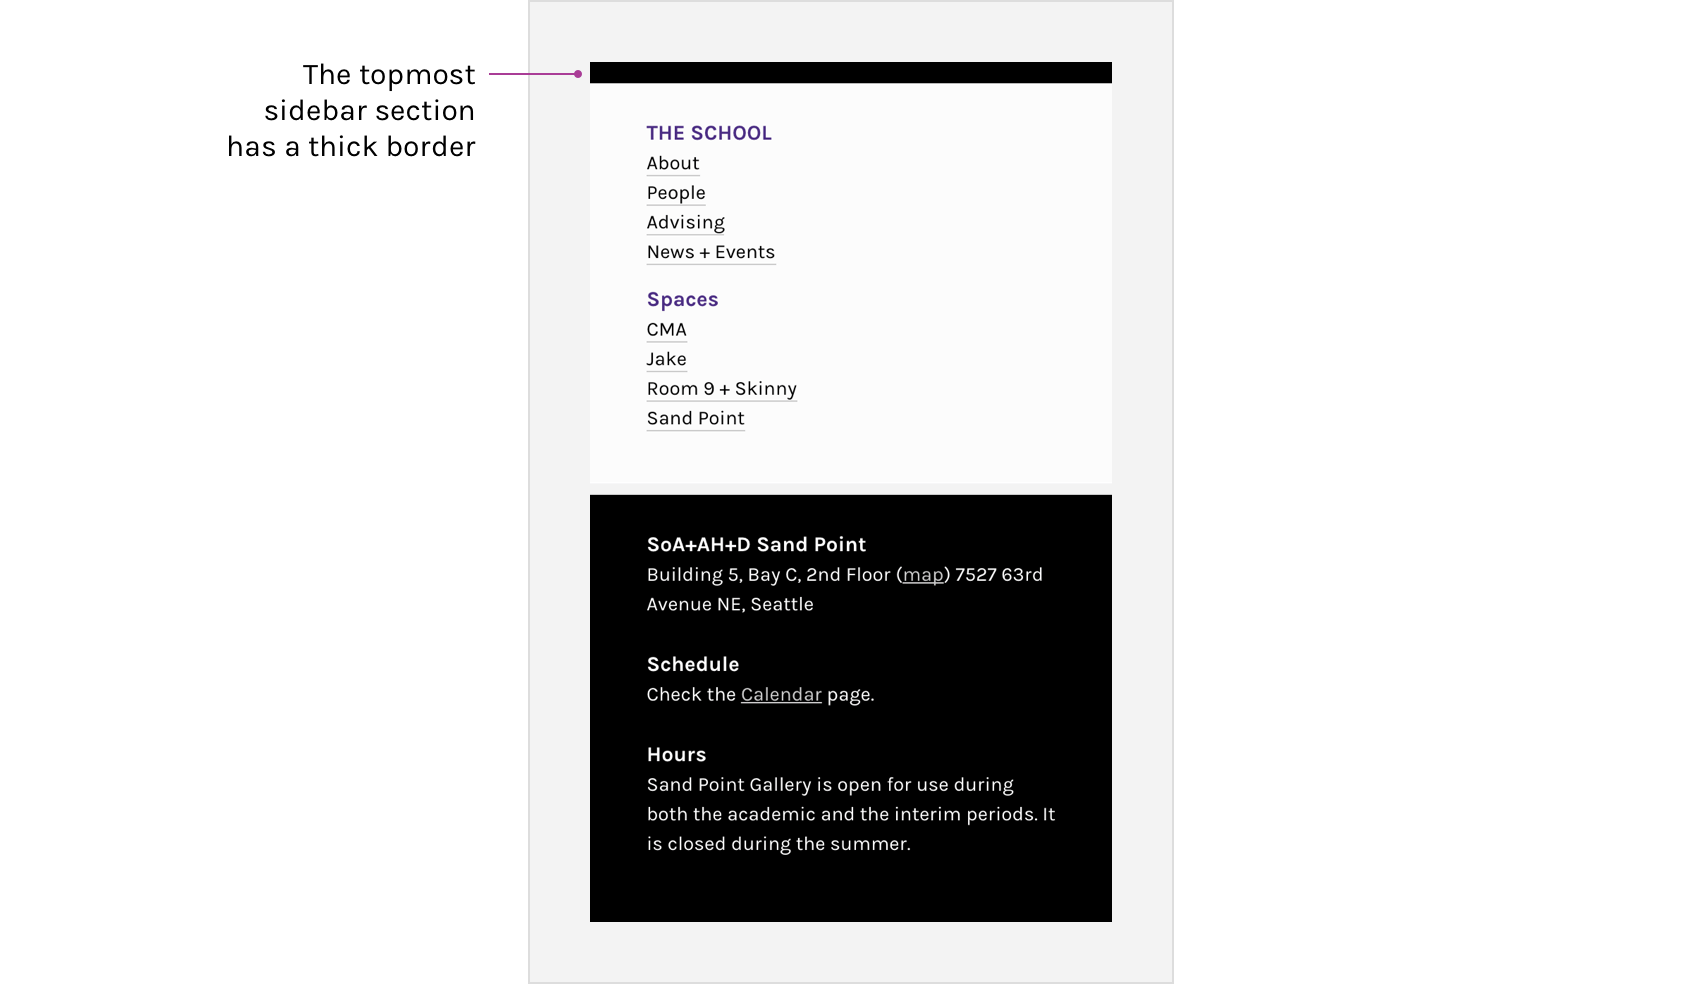 The topmost
sidebar section
has a thick border
THE SCHOOL
About
People
Advising
News + Events
Spaces
CMA
Jake
Room 9 + Skinny
Sand Point
SoA+AH+D Sand Point
Building 5, Bay C, 2nd Floor (map) 7527 63rd
Avenue NE, Seattle
Schedule
Check the Calendar page.
Hours
Sand Point Gallery is open for use during
both the academic and the interim periods. It
is closed during the summer.